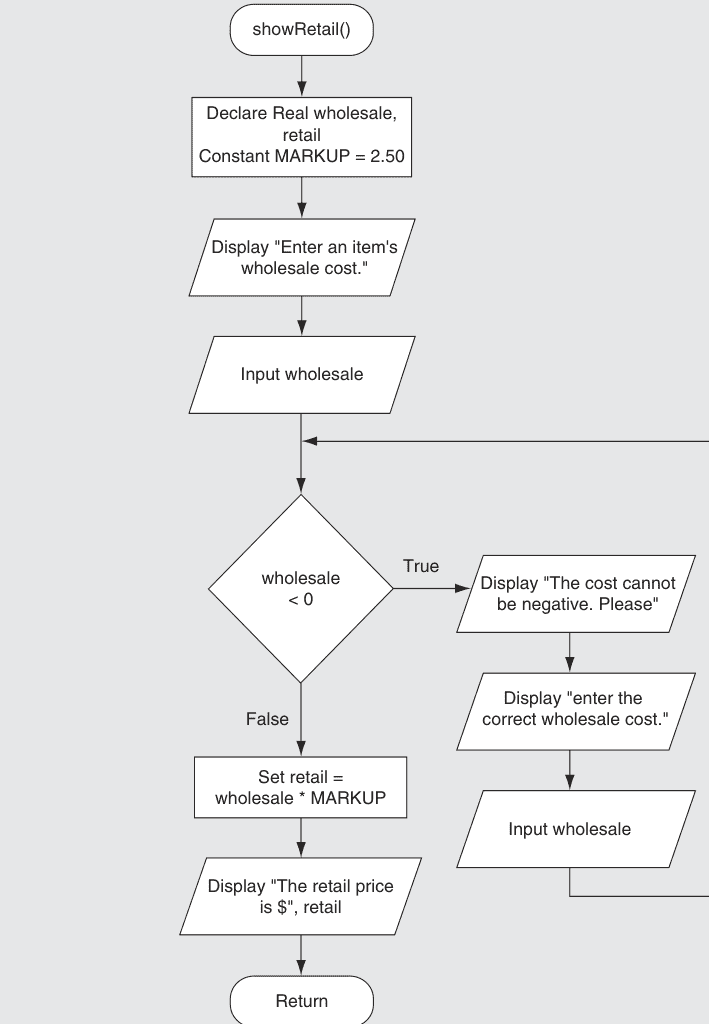 showRetail()
Declare Real wholesale,
retail
Constant MARKUP = 2.50
Display "Enter an item's
wholesale cost."
Input wholesale
wholesale
< 0
True
Display "The cost cannot
be negative. Please"
Display "enter the
correct wholesale cost."
Input wholesale
False
Set retail =
wholesale * MARKUP
Display "The retail price
is $", retail
Return